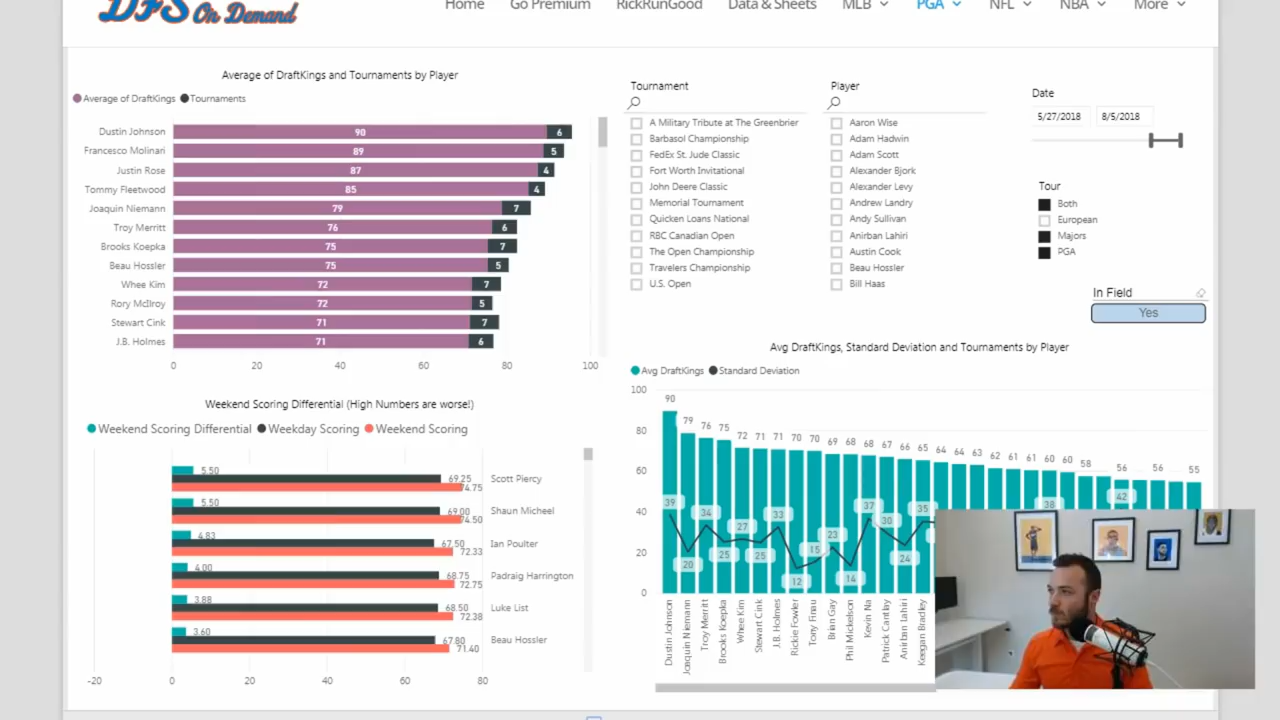 DFS On Demand
Home Go Premium RickRunGood Data & Sheets MLB PGA NFL NBA More
Average of DraftKings and Tournaments by Player
Average of DraftKings Tournaments
Dustin Johnson 90 6
Francesco Molinari 89 5
Justin Rose 87 4
Tommy Fleetwood 85 4
Joaquin Niemann 79 7
Troy Merritt 76 6
Brooks Koepka 75 7
Beau Hossler 75 5
Whee Kim 72 7
Rory McIlroy 72 5
Stewart Cink 71 7
J.B. Holmes 71 6
0 20 40 60 80 100
Tournament
A Military Tribute at The Greenbrier
Barbasol Championship
FedEx St. Jude Classic
Fort Worth Invitational
John Deere Classic
Memorial Tournament
Quicken Loans National
RBC Canadian Open
The Open Championship
Travelers Championship
U.S. Open
Player
Aaron Wise
Adam Hadwin
Adam Scott
Alexander Bjork
Alexander Levy
Andrew Landry
Andy Sullivan
Anirban Lahiri
Austin Cook
Beau Hossler
Bill Haas
Date
5/27/2018 8/5/2018
Tour
Both
European
Majors
PGA
In Field
Yes
Weekend Scoring Differential (High Numbers are worse!)
Weekend Scoring Differential Weekday Scoring Weekend Scoring
5.50 69.25 74.75 Scott Piercy
5.50 69.00 74.50 Shaun Micheel
4.83 67.50 72.33 Ian Poulter
4.00 68.75 72.75 Padraig Harrington
3.88 68.50 72.38 Luke List
3.60 67.80 71.40 Beau Hossler
-20 0 20 40 60 80
Avg DraftKings, Standard Deviation and Tournaments by Player
Avg DraftKings Standard Deviation
100
80
60
40
20
0
90 79 76 75 72 71 71 70 70 69 68 68 67 66 65 64 64 63 62 61 61 60 60 58 56 56 55
39 20 34 25 27 25 33 12 15 23 14 37 30 24 35 38 42
Dustin Johnson
Joaquin Niemann
Troy Merritt
Brooks Koepka
Whee Kim
Stewart Cink
J.B. Holmes
Rickie Fowler
Tony Finau
Brian Gay
Phil Mickelson
Kevin Na
Patrick Cantlay
Anirban Lahiri
Keegan Bradley